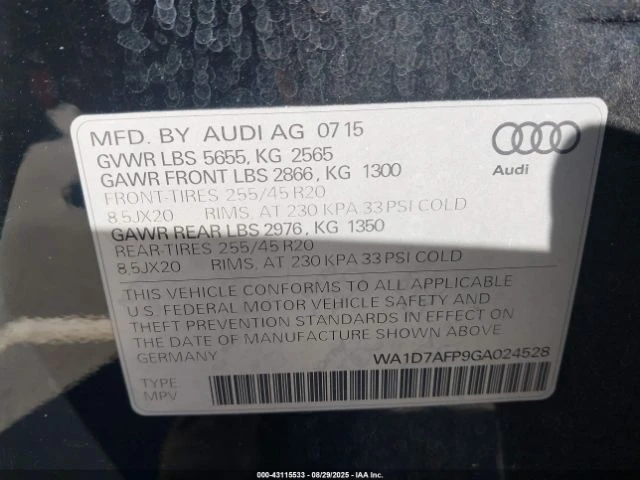 MFD. BY AUDI AG 07 15
GVWR LBS 5655, KG 2565
GAWR FRONT LBS 2866, KG 1300
FRONT-TIRES 255/45 R20
8,5JX20 RIMS, AT 230 KPA 33 PSI COLD
GAWR REAR LBS 2976, KG 1350
REAR-TIRES 255/45 R20
8,5JX20 RIMS, AT 230 KPA 33 PSI COLD
Audi
THIS VEHICLE CONFORMS TO ALL APPLICABLE
U.S. FEDERAL MOTOR VEHICLE SAFETY AND
THEFT PREVENTION STANDARDS IN EFFECT ON
THE DATE OF MANUFACTURE SHOWN ABOVE
GERMANY WA1D7AFP9GA024528
TYPE
MPV
000-43115533 - 08/29/2025 - IAAI.com